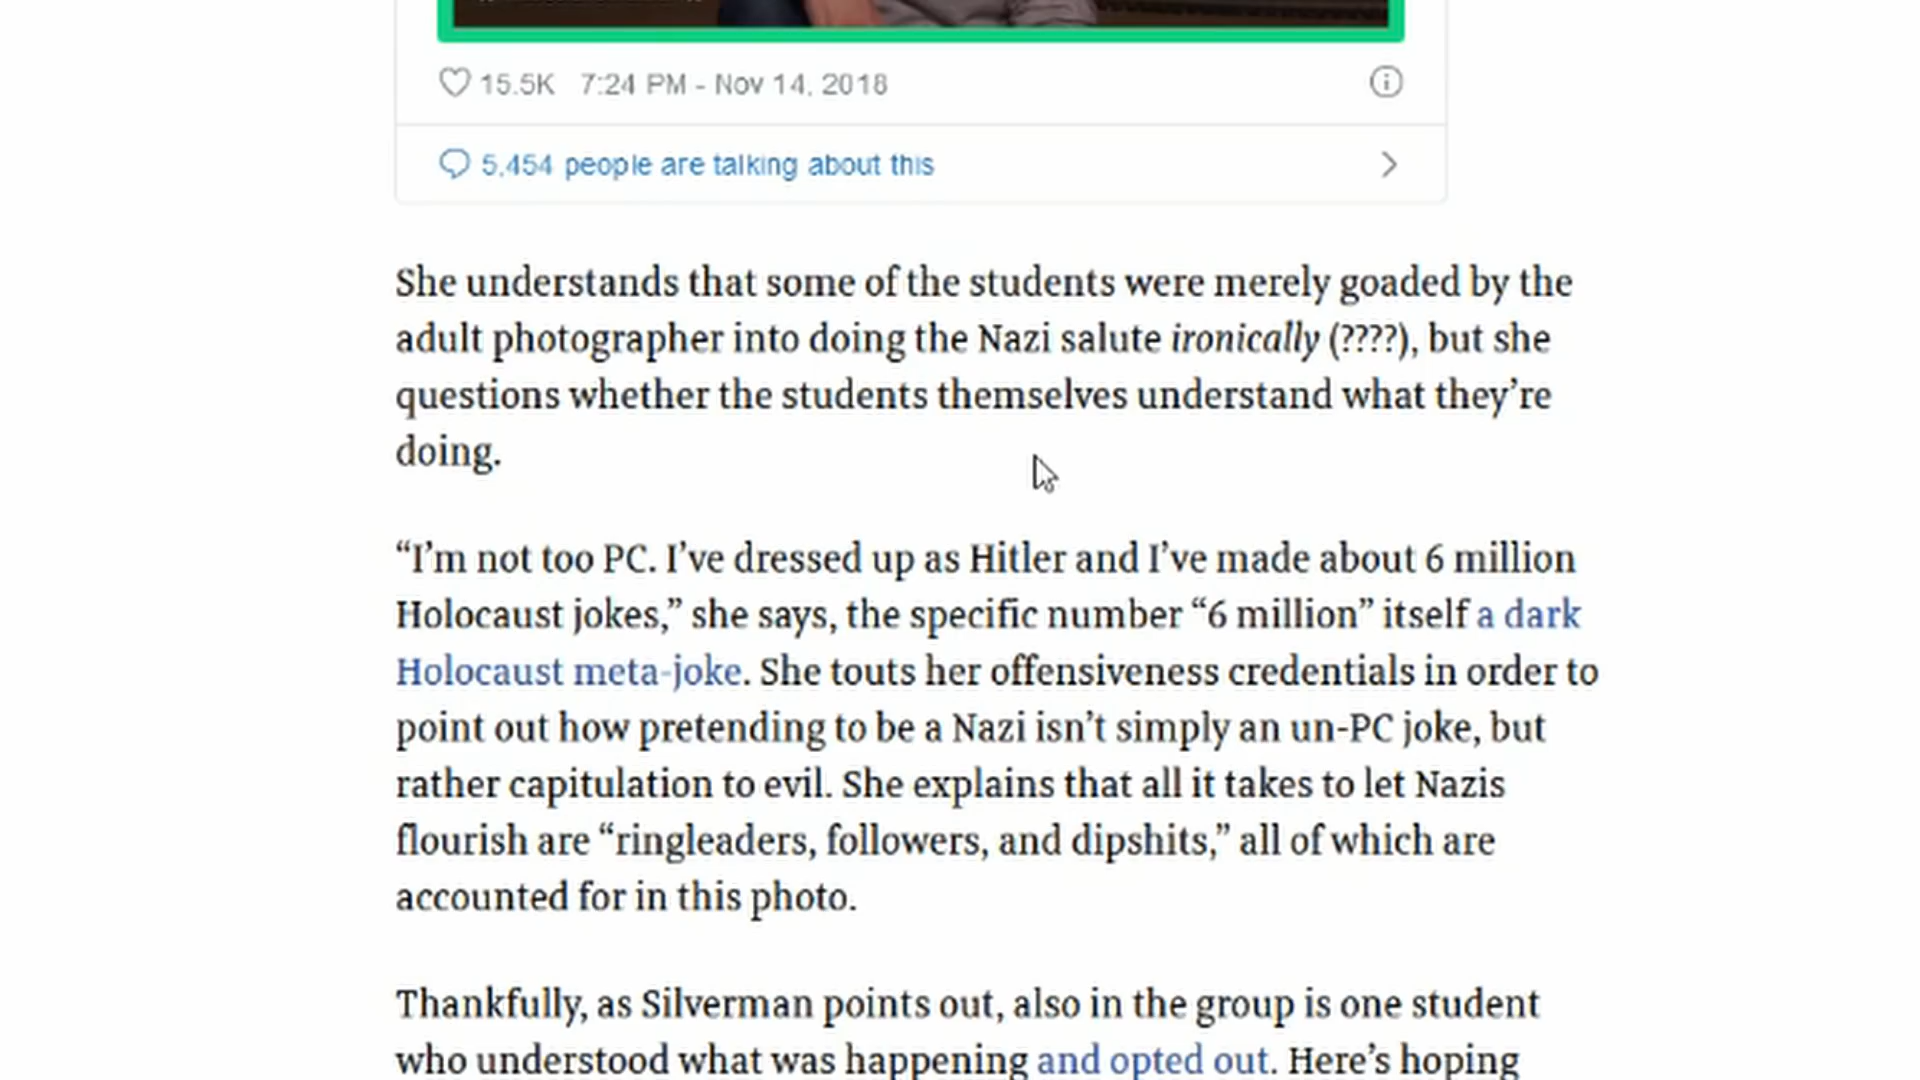 15.5K 7:24 PM - Nov 14, 2018
5,454 people are talking about this
She understands that some of the students were merely goaded by the
adult photographer into doing the Nazi salute ironically (????), but she
questions whether the students themselves understand what they’re
doing.
“I’m not too PC. I’ve dressed up as Hitler and I’ve made about 6 million
Holocaust jokes,” she says, the specific number “6 million” itself a dark
Holocaust meta-joke. She touts her offensiveness credentials in order to
point out how pretending to be a Nazi isn’t simply an un-PC joke, but
rather capitulation to evil. She explains that all it takes to let Nazis
flourish are “ringleaders, followers, and dipshits,” all of which are
accounted for in this photo.
Thankfully, as Silverman points out, also in the group is one student
who understood what was happening and opted out. Here’s hoping